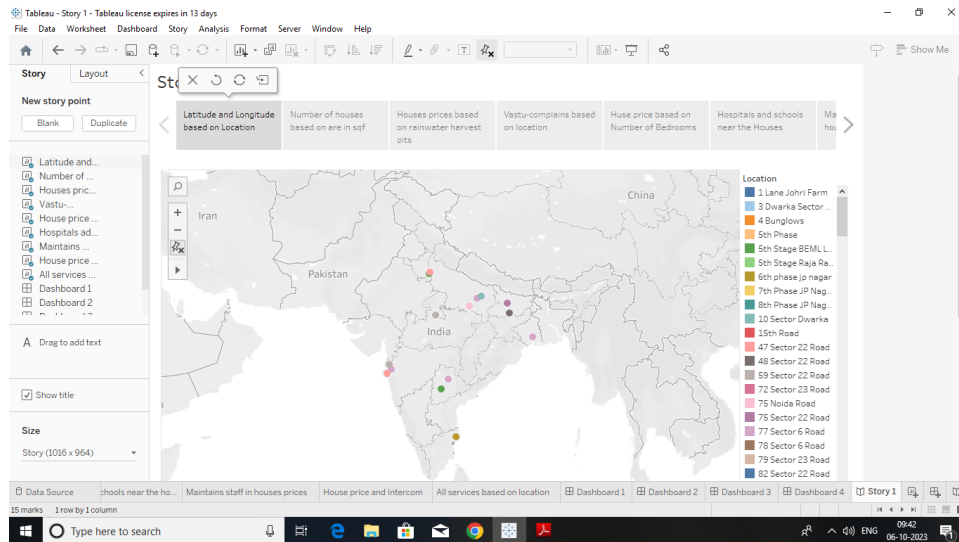 Tableau - Story 1 - Tableau license expires in 13 days
File Data Worksheet Dashboard Story Analysis Format Server Window Help
Show Me
Story Layout
New story point
Blank Duplicate
Latitude and...
Number of ...
Houses pric...
Vastu-...
House price ...
Hospitals ad...
Maintains ...
House price ...
All services ...
Dashboard 1
Dashboard 2
A Drag to add text
Show title
Size
Story (1016 x 964)
Latitude and Longitude
based on Location
Number of houses
based on are in sqf
Houses prices based
on rainwater harvest
oits
Vastu-complains based
on location
Huse price based on
Number of Bedrooms
Hospitals and schools
near the Houses
Ma
hou
Iran
China
Pakistan
India
Location
1 Lane Johri Farm
3 Dwarka Sector ..
4 Bunglows
5th Phase
5th Stage BEML L..
5th Stage Raja Ra..
6th phase jp nagar
7th Phase JP Nag..
8th Phase JP Nag..
10 Sector Dwarka
15th Road
47 Sector 22 Road
48 Sector 22 Road
59 Sector 22 Road
72 Sector 23 Road
75 Noida Road
75 Sector 22 Road
77 Sector 6 Road
78 Sector 6 Road
79 Sector 23 Road
82 Sector 22 Road
Data Source chools near the ho... Maintains staff in houses prices House price and Intercom All services based on location Dashboard 1 Dashboard 2 Dashboard 3 Dashboard 4 Story 1
15 marks 1 row by 1 column
Type here to search
ENG
09:42
06-10-2023